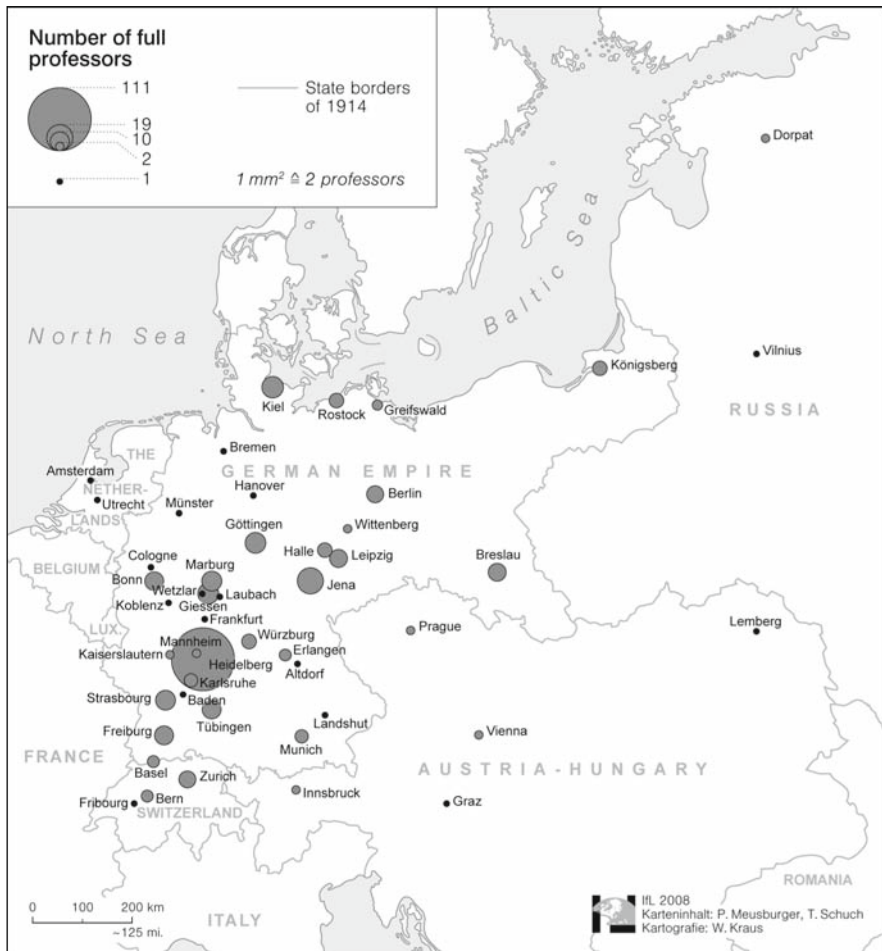 Number of full
professors
111
19
10
2
1
State borders
of 1914
1 mm² ≙ 2 professors
Dorpat
North Sea
Baltic Sea
Vilnius
Königsberg
Kiel
Rostock
Greifswald
RUSSIA
Bremen
THE
NETHER-
LANDS
Amsterdam
GERMAN EMPIRE
Utrecht
Hanover
Berlin
Münster
Wittenberg
Göttingen
Halle
Leipzig
Breslau
BELGIUM
Cologne
Marburg
Bonn
Jena
Wetzlar
Laubach
Koblenz
Giessen
Frankfurt
LUX.
Würzburg
Prague
Lemberg
Mannheim
Kaiserslautern
Heidelberg
Erlangen
Altdorf
Karlsruhe
Strasbourg
Baden
Tübingen
Landshut
Freiburg
Munich
Vienna
FRANCE
AUSTRIA-HUNGARY
Basel
Zurich
Innsbruck
Fribourg
Bern
SWITZERLAND
Graz
ROMANIA
0 100 200 km
~125 mi.
ITALY
IfL 2008
Karteninhalt: P. Meusburger, T. Schuch
Kartografie: W. Kraus